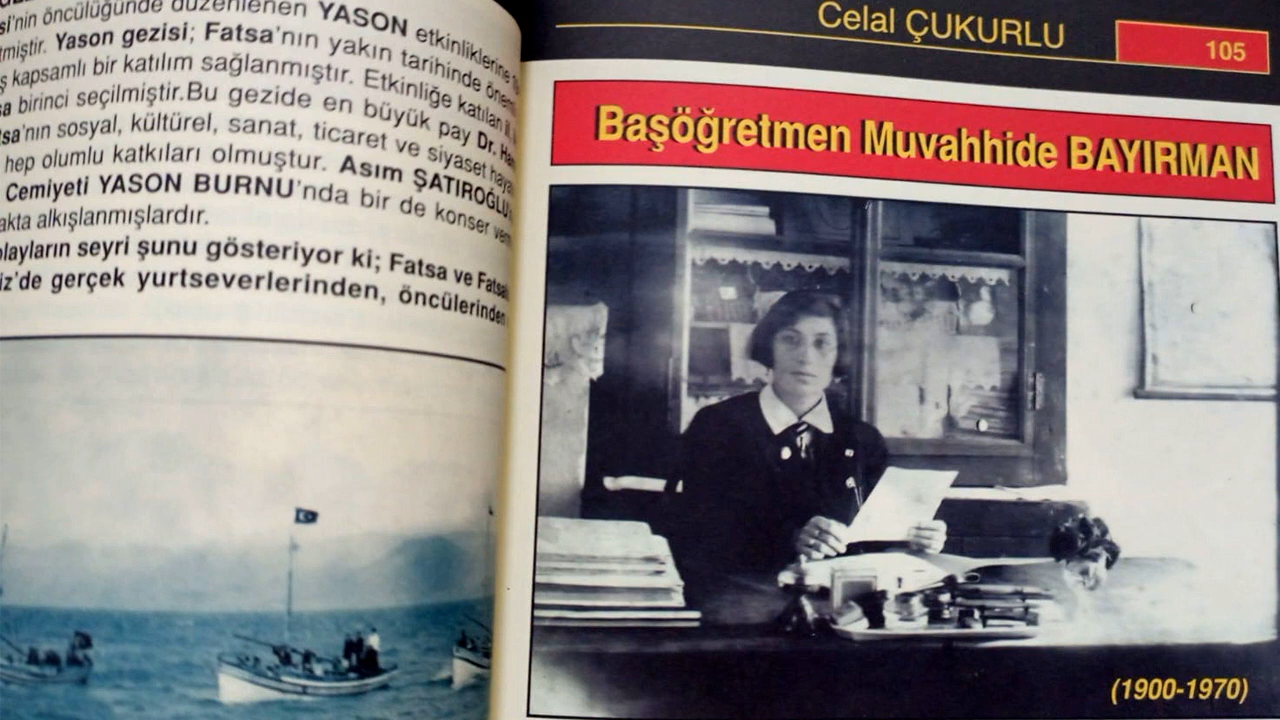 si'nin öncülüğünde düzenlenen YASON etkinliklerine
tmiştir. Yason gezisi; Fatsa'nın yakın tarihinde
ş kapsamlı bir katılım sağlanmıştır. Etkinliğe katılan
sa birinci seçilmiştir.Bu gezide en büyük pay Dr.
tsa'nın sosyal, kültürel, sanat, ticaret ve siyaset
hep olumlu katkıları olmuştur. Asım ŞATIROĞLU
Cemiyeti YASON BURNU'nda bir de konser
akta alkışlanmışlardır.
olayların seyri şunu gösteriyor ki; Fatsa ve
iz'de gerçek yurtseverlerinden, öncülerinden
Celal ÇUKURLU
105
Başöğretmen Muvahhide BAYIRMAN
(1900-1970)